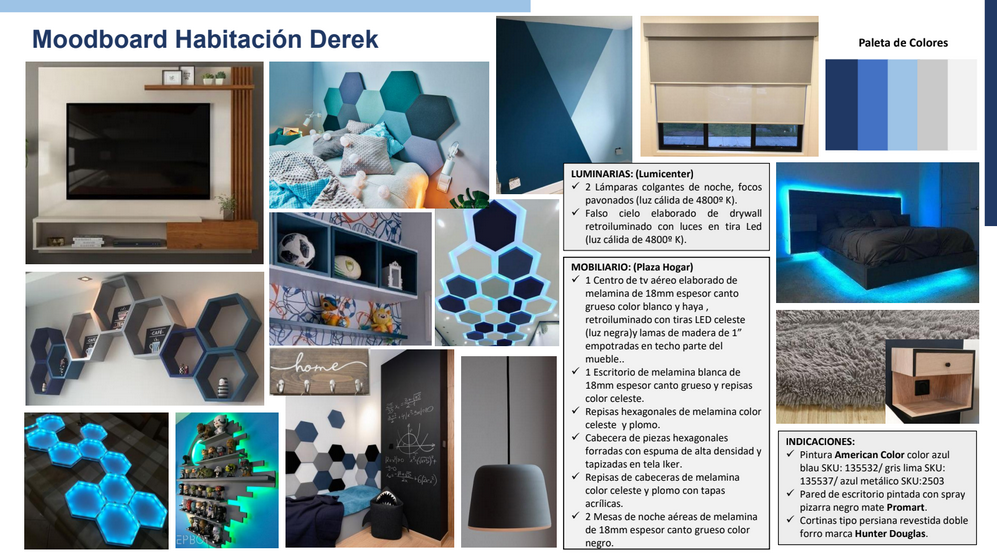 Moodboard Habitación Derek
Paleta de Colores
LUMINARIAS: (Lumicenter)
✓ 2 Lámparas colgantes de noche, focos
pavonados (luz cálida de 4800º K).
✓ Falso cielo elaborado de drywall
retroiluminado con luces en tira Led
(luz cálida de 4800º K).
MOBILIARIO: (Plaza Hogar)
✓ 1 Centro de tv aéreo elaborado de
melamina de 18mm espesor canto
grueso color blanco y haya ,
retroiluminado con tiras LED celeste
(luz negra)y lamas de madera de 1”
empotradas en techo parte del
mueble..
✓ 1 Escritorio de melamina blanca de
18mm espesor canto grueso y repisas
color celeste.
✓ Repisas hexagonales de melamina color
celeste y plomo.
✓ Cabecera de piezas hexagonales
forradas con espuma de alta densidad y
tapizadas en tela Iker.
✓ Repisas de cabeceras de melamina
color celeste y plomo con tapas
acrílicas.
✓ 2 Mesas de noche aéreas de melamina
de 18mm espesor canto grueso color
negro.
INDICACIONES:
✓ Pintura American Color color azul
blau SKU: 135532/ gris lima SKU:
135537/ azul metálico SKU:2503
✓ Pared de escritorio pintada con spray
pizarra negro mate Promart.
✓ Cortinas tipo persiana revestida doble
forro marca Hunter Douglas.
home